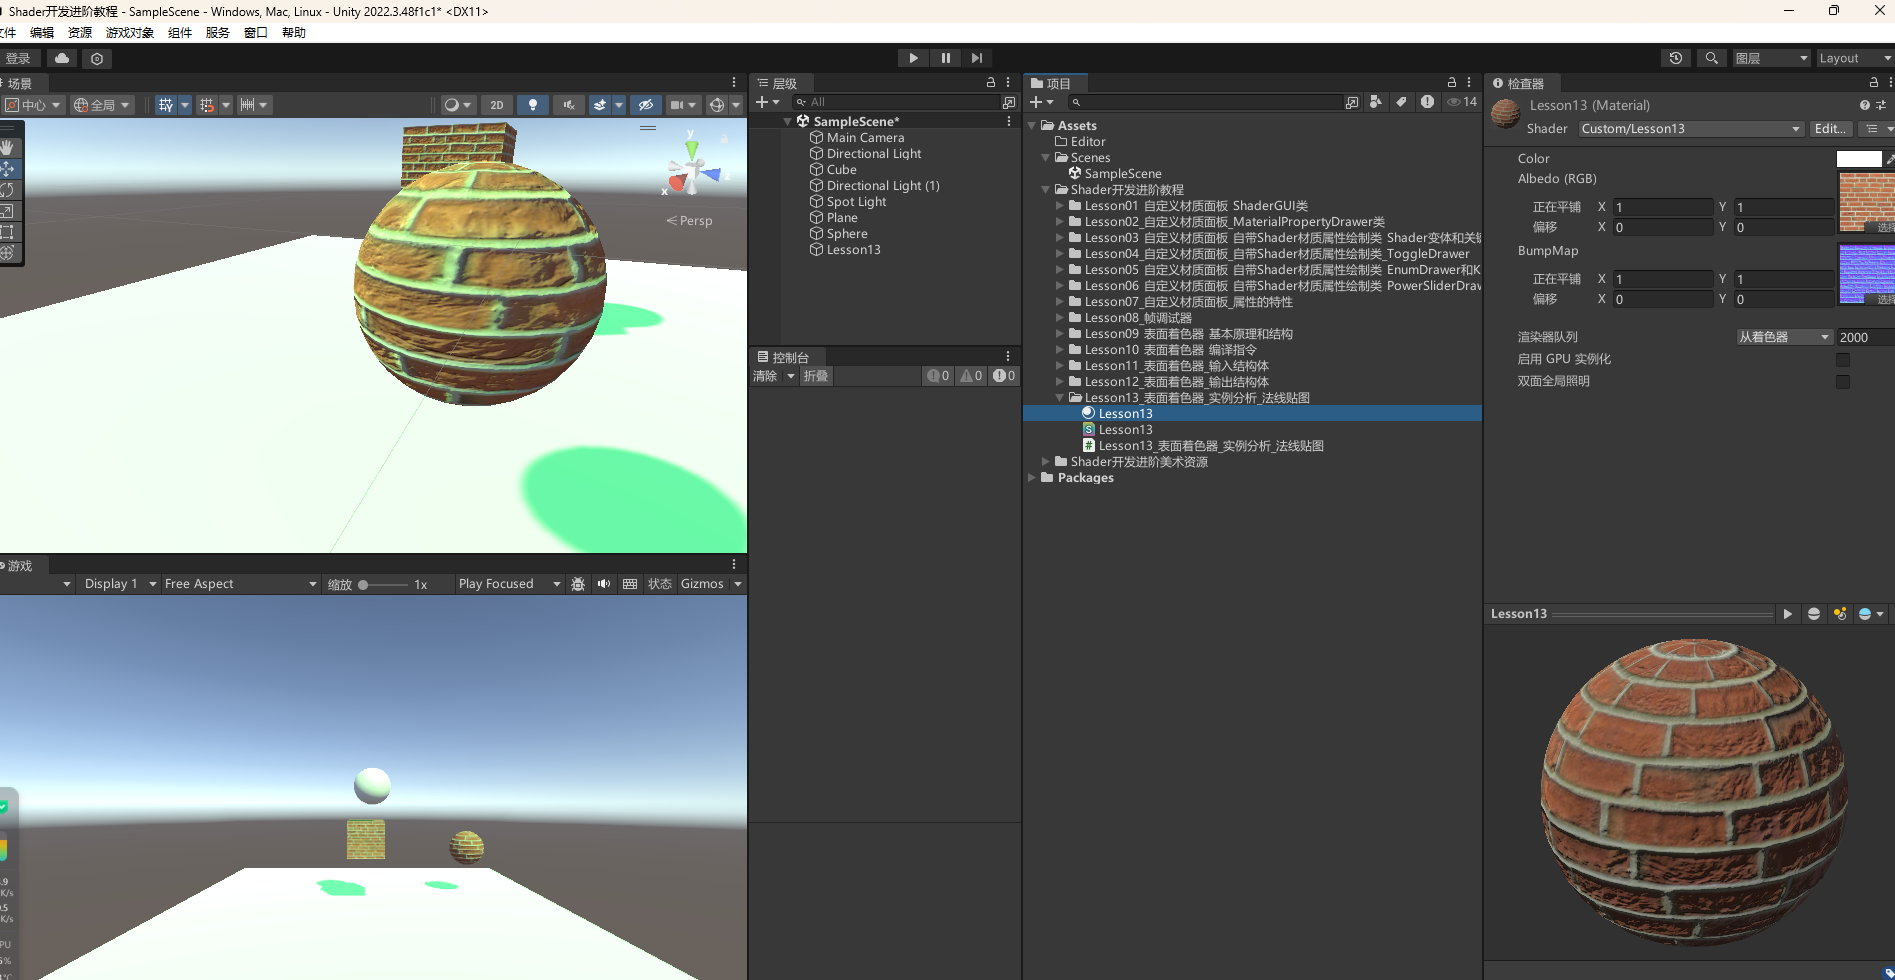 Shader开发进阶教程 - SampleScene - Windows, Mac, Linux - Unity 2022.3.48f1c1* <DX11>
文件 编辑 资源 游戏对象 组件 服务 窗口 帮助
登录
图层 Layout
场景
中心 全局 2D
y
x
z
Persp
层级
All
SampleScene*
Main Camera
Directional Light
Cube
Directional Light (1)
Spot Light
Plane
Sphere
Lesson13
控制台
清除 折叠 0 0 0
项目
14
Assets
Editor
Scenes
SampleScene
Shader开发进阶教程
Lesson01_自定义材质面板_ShaderGUI类
Lesson02_自定义材质面板_MaterialPropertyDrawer类
Lesson03_自定义材质面板_自带Shader材质属性绘制类_Shader变体和关键
Lesson04_自定义材质面板_自带Shader材质属性绘制类_ToggleDrawer
Lesson05_自定义材质面板_自带Shader材质属性绘制类_EnumDrawer和K
Lesson06_自定义材质面板_自带Shader材质属性绘制类_PowerSliderDraw
Lesson07_自定义材质面板_属性的特性
Lesson08_帧调试器
Lesson09_表面着色器_基本原理和结构
Lesson10_表面着色器_编译指令
Lesson11_表面着色器_输入结构体
Lesson12_表面着色器_输出结构体
Lesson13_表面着色器_实例分析_法线贴图
Lesson13
Lesson13
Lesson13_表面着色器_实例分析_法线贴图
Shader开发进阶美术资源
Packages
检查器
Lesson13 (Material)
Shader Custom/Lesson13 Edit...
Color
Albedo (RGB)
正在平铺 X 1 Y 1
偏移 X 0 Y 0
选择
BumpMap
正在平铺 X 1 Y 1
偏移 X 0 Y 0
选择
渲染器队列 从着色器 2000
启用 GPU 实例化
双面全局照明
Lesson13
游戏
Display 1 Free Aspect 缩放 1x Play Focused 状态 Gizmos
K/s
K/s
PU